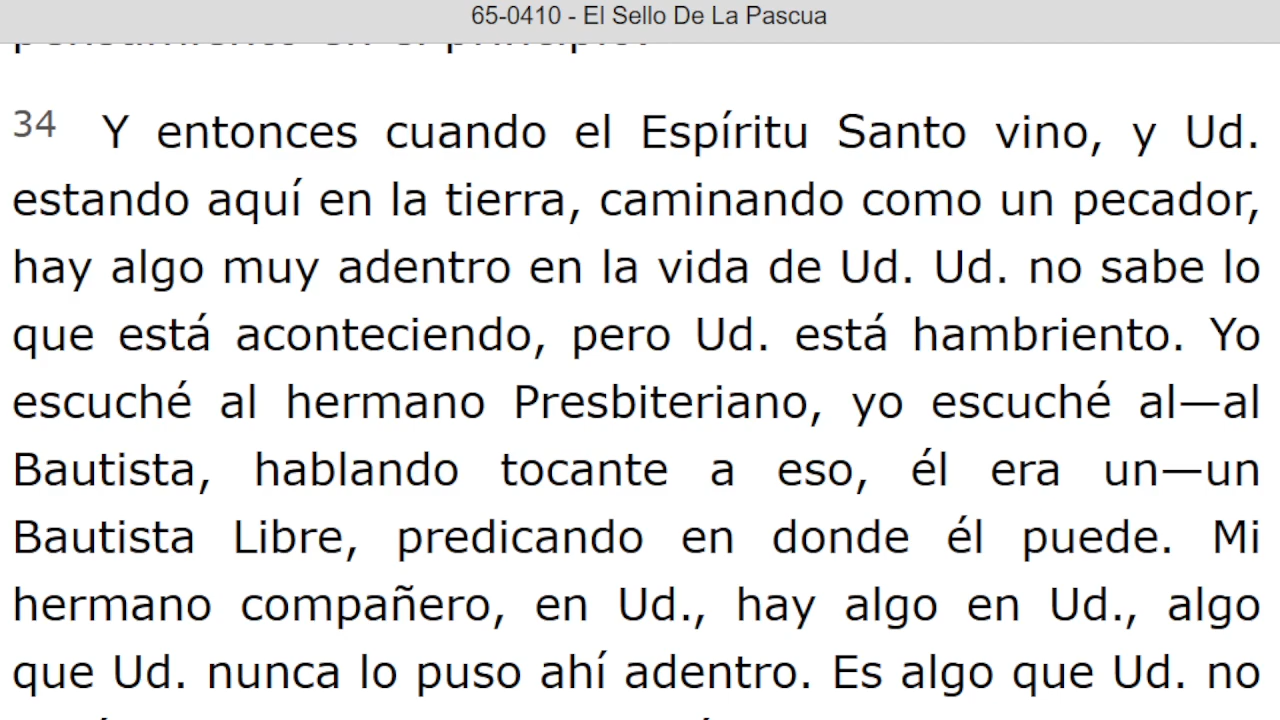 65-0410 - El Sello De La Pascua
34 Y entonces cuando el Espíritu Santo vino, y Ud.
estando aquí en la tierra, caminando como un pecador,
hay algo muy adentro en la vida de Ud. Ud. no sabe lo
que está aconteciendo, pero Ud. está hambriento. Yo
escuché al hermano Presbiteriano, yo escuché al—al
Bautista, hablando tocante a eso, él era un—un
Bautista Libre, predicando en donde él puede. Mi
hermano compañero, en Ud., hay algo en Ud., algo
que Ud. nunca lo puso ahí adentro. Es algo que Ud. no